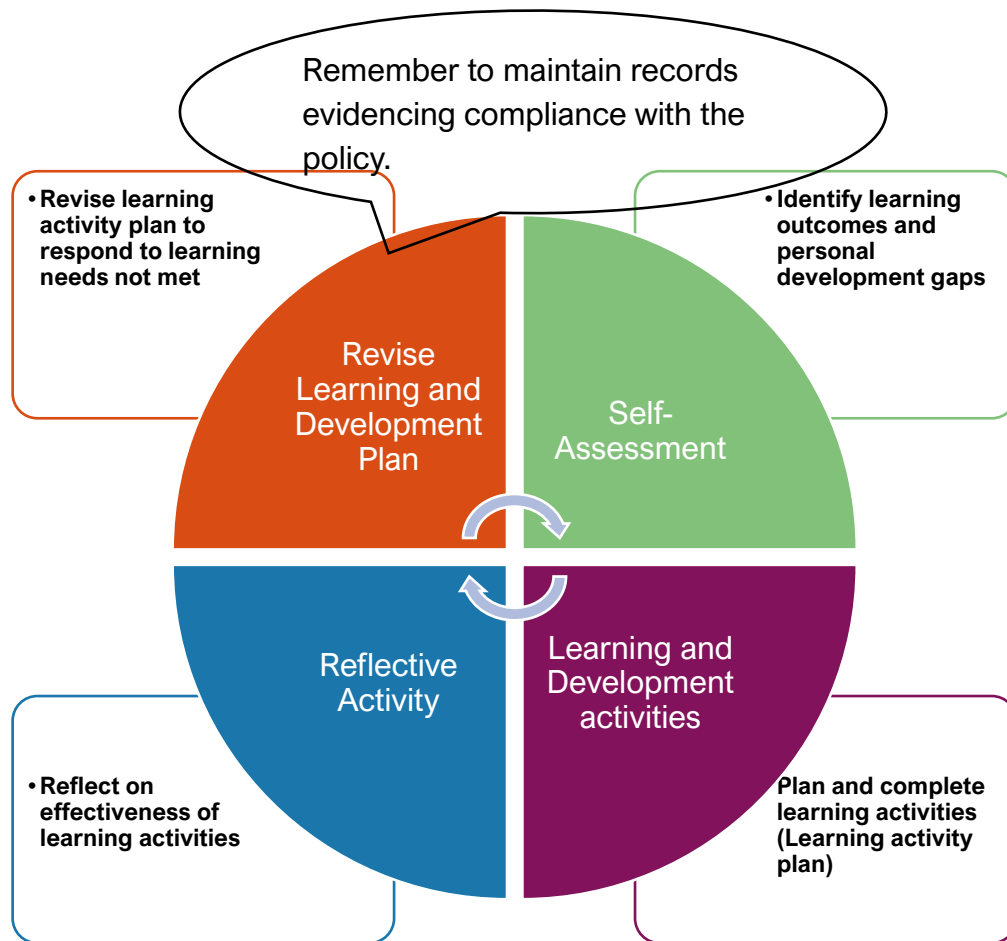 Remember to maintain records
evidencing compliance with the
policy.
• Revise learning
activity plan to
respond to learning
needs not met
• Identify learning
outcomes and
personal
development gaps
Revise
Learning and
Development
Plan
Self-
Assessment
Reflective
Activity
Learning and
Development
activities
• Reflect on
effectiveness of
learning activities
Plan and complete
learning activities
(Learning activity
plan)